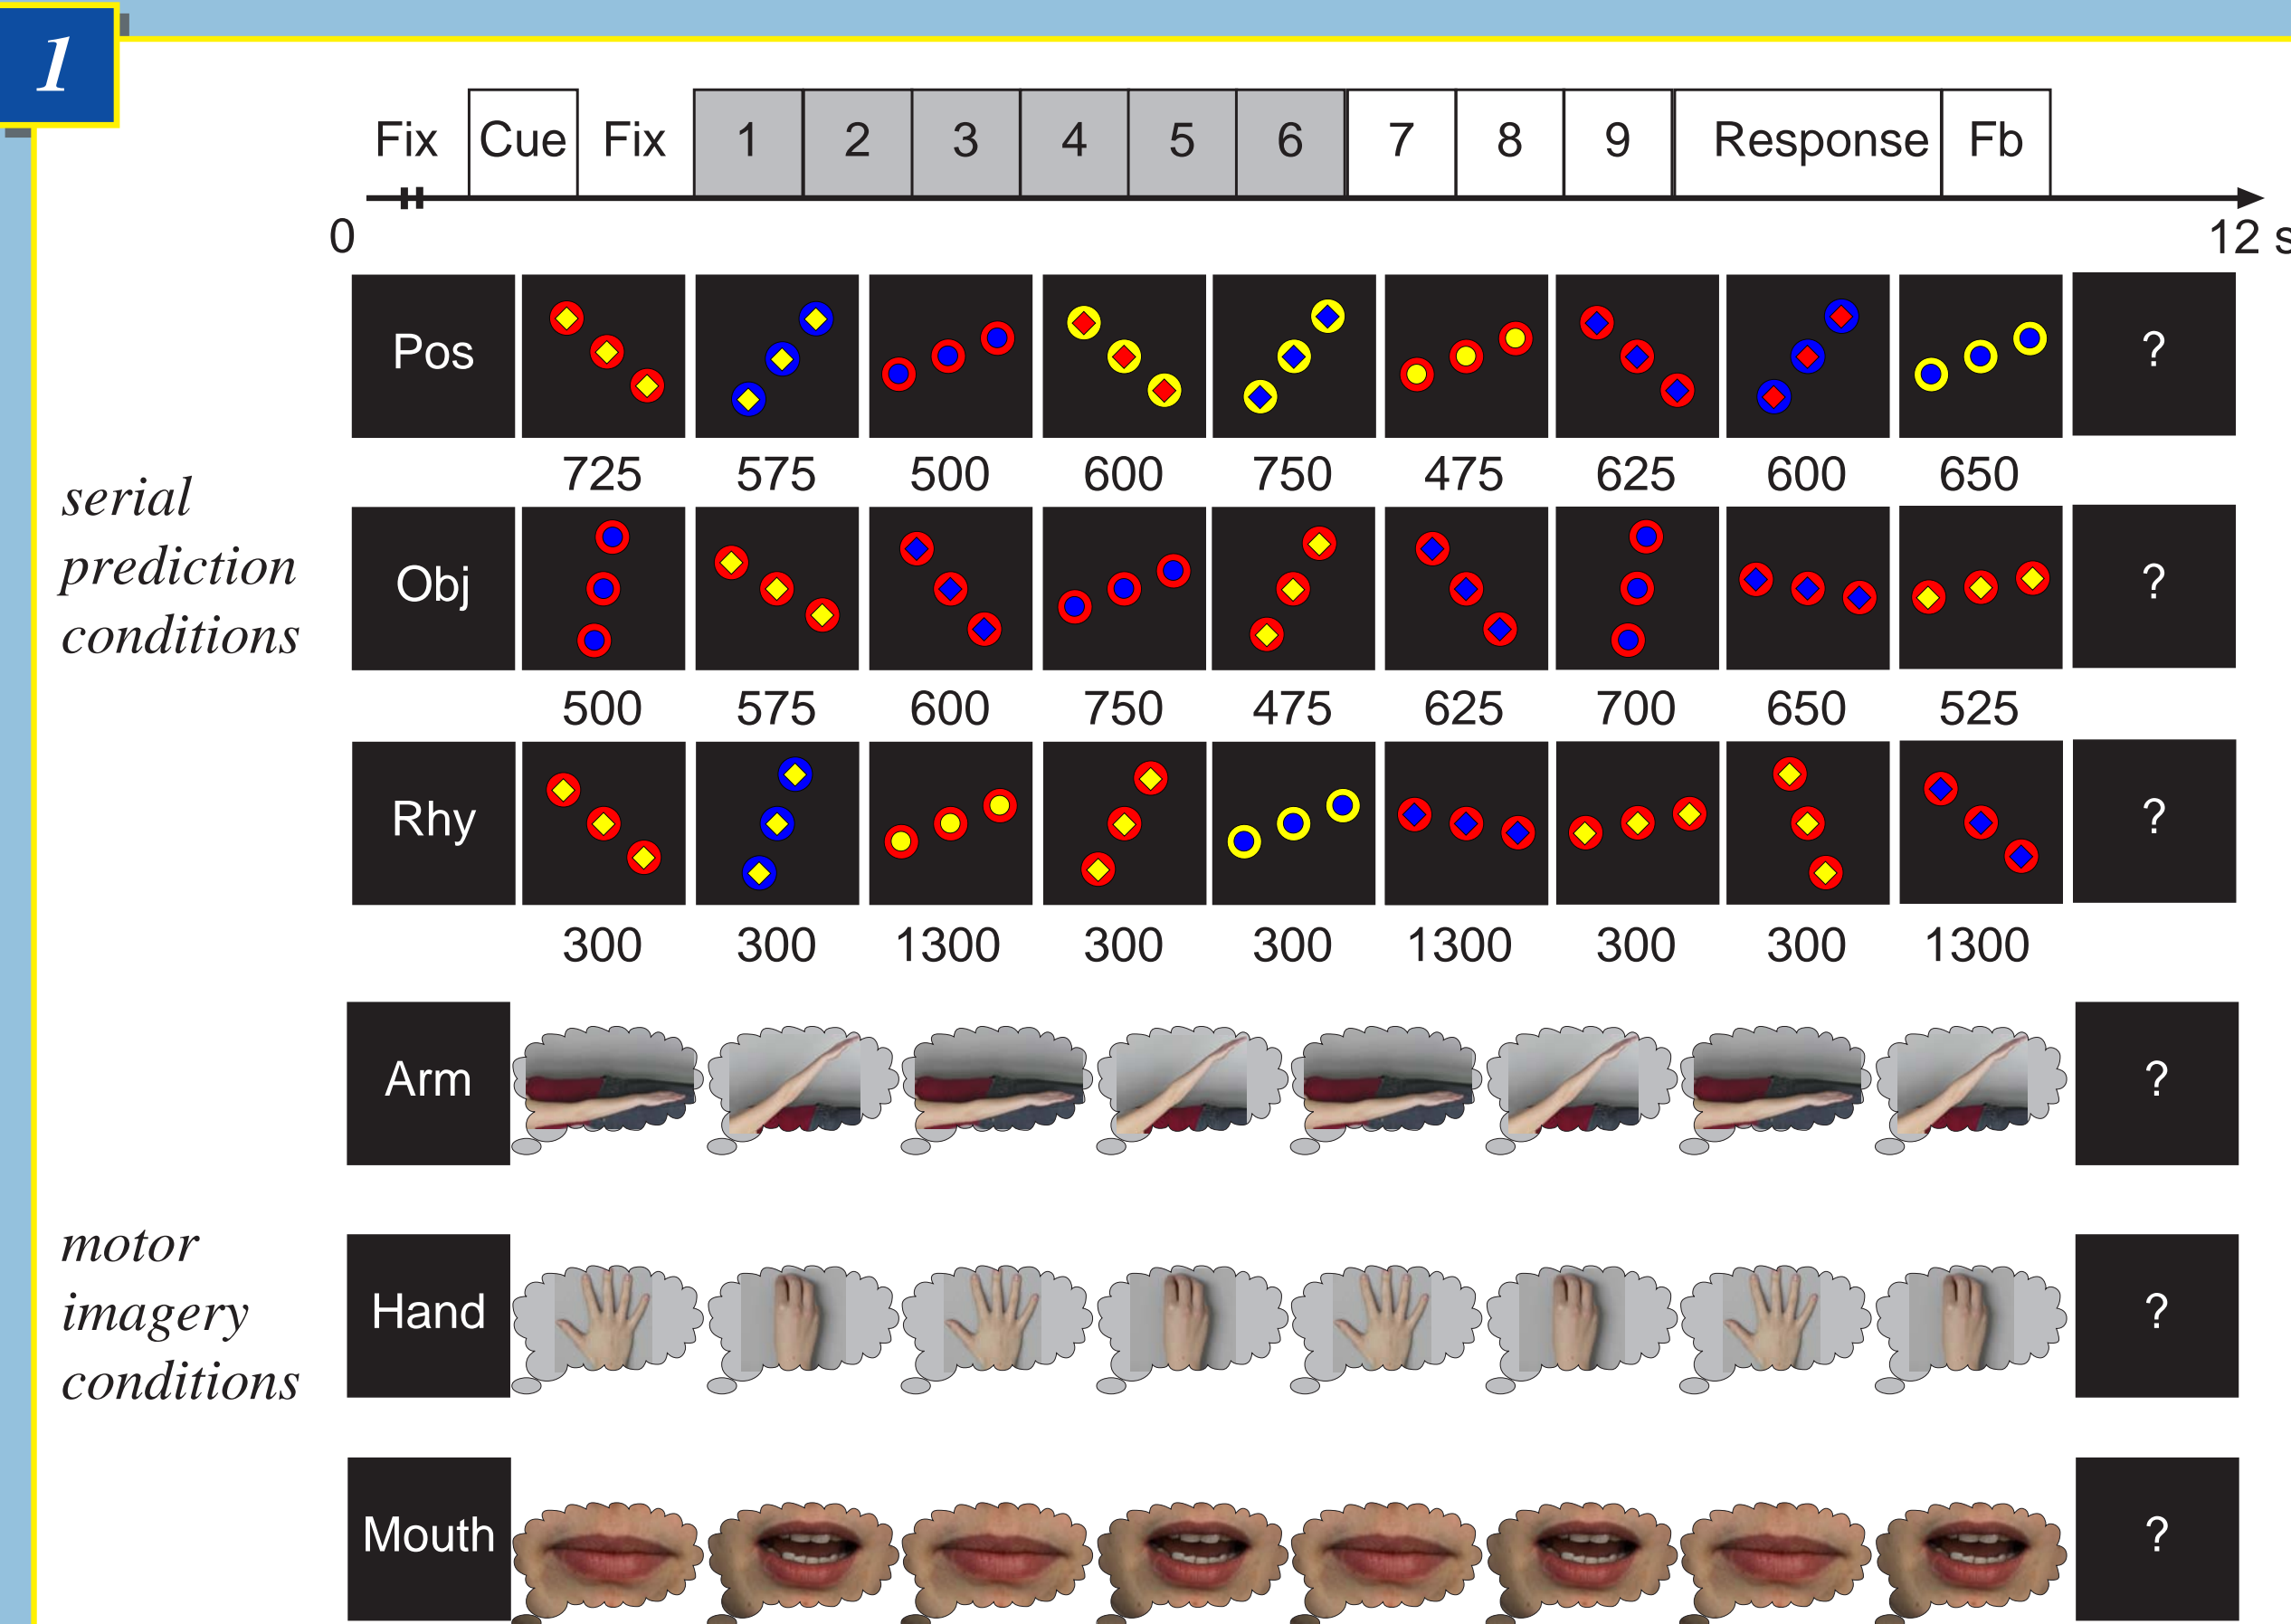 1
Fix Cue Fix 1 2 3 4 5 6 7 8 9 Response Fb
0 12 s
Pos ?
725 575 500 600 750 475 625 600 650
serial
prediction
conditions
Obj ?
500 575 600 750 475 625 700 650 525
Rhy ?
300 300 1300 300 300 1300 300 300 1300
Arm ?
motor
imagery
conditions
Hand ?
Mouth ?